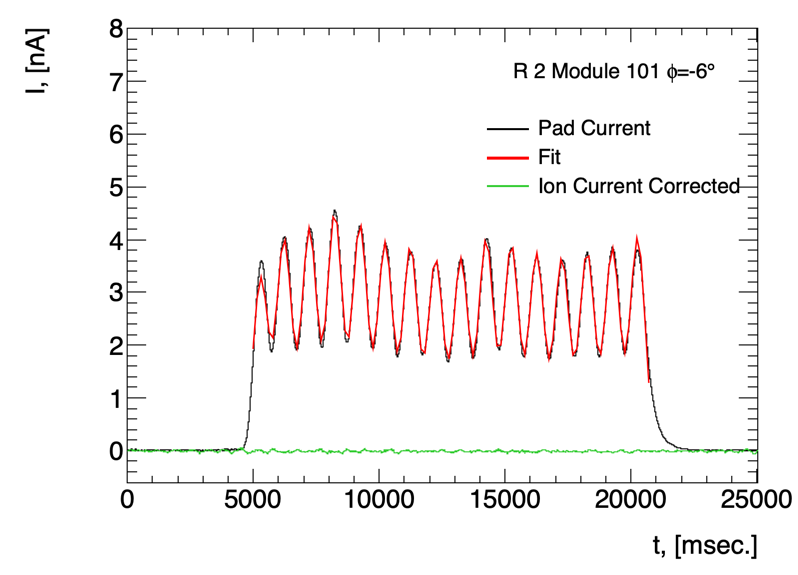 I, [nA]
8
7
6
5
4
3
2
1
0
R 2 Module 101 ϕ=-6°
Pad Current
Fit
Ion Current Corrected
0 5000 10000 15000 20000 25000
t, [msec.]